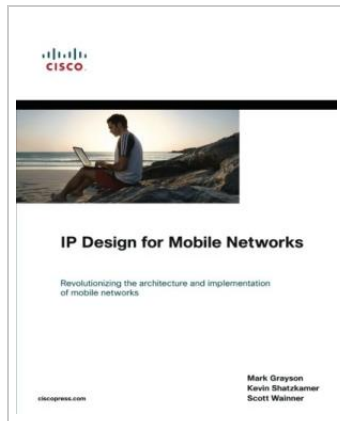 CISCO.
IP Design for Mobile Networks
Revolutionizing the architecture and implementation
of mobile networks
Mark Grayson
Kevin Shatzkamer
Scott Wainner
ciscopress.com